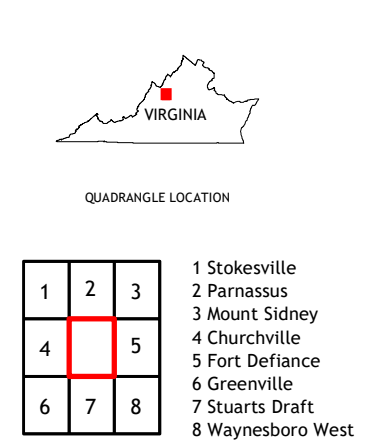 VIRGINIA
QUADRANGLE LOCATION
1 2 3
4 5
6 7 8
1 Stokesville
2 Parnassus
3 Mount Sidney
4 Churchville
5 Fort Defiance
6 Greenville
7 Stuarts Draft
8 Waynesboro West